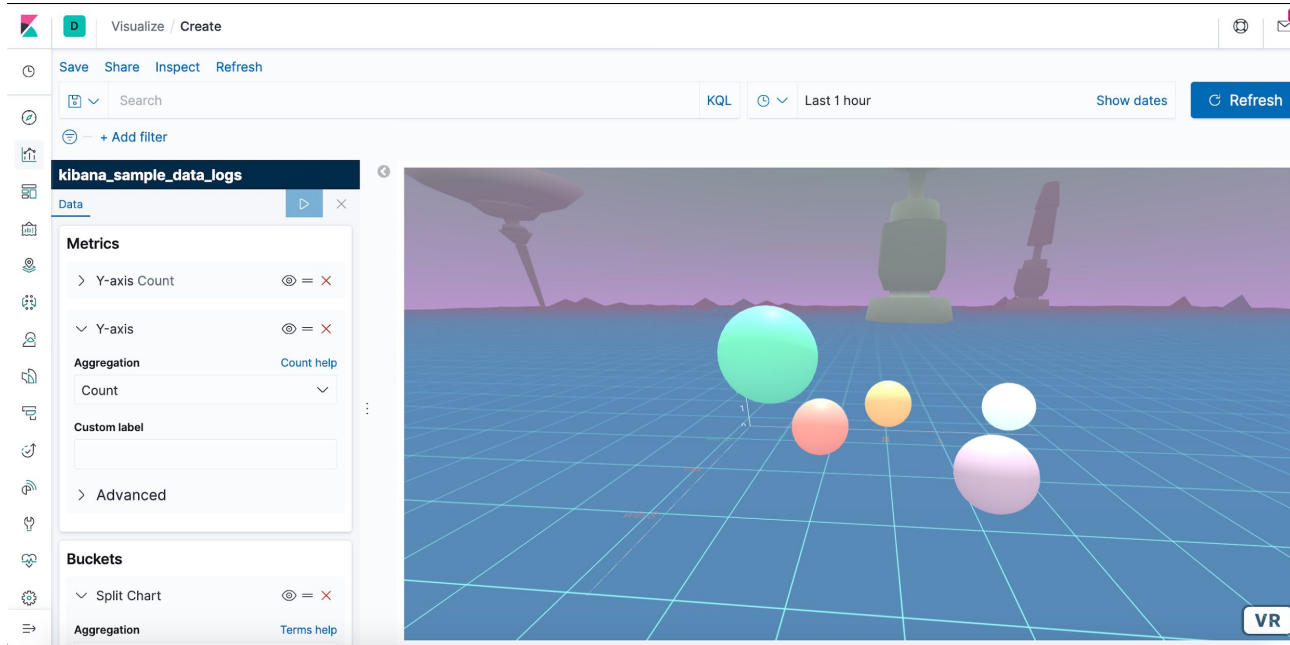 D Visualize / Create
Save Share Inspect Refresh
Search KQL Last 1 hour Show dates Refresh
+ Add filter
kibana_sample_data_logs
Data
Metrics
Y-axis Count
Y-axis
Aggregation Count help
Count
Custom label
Advanced
Buckets
Split Chart
Aggregation Terms help
VR